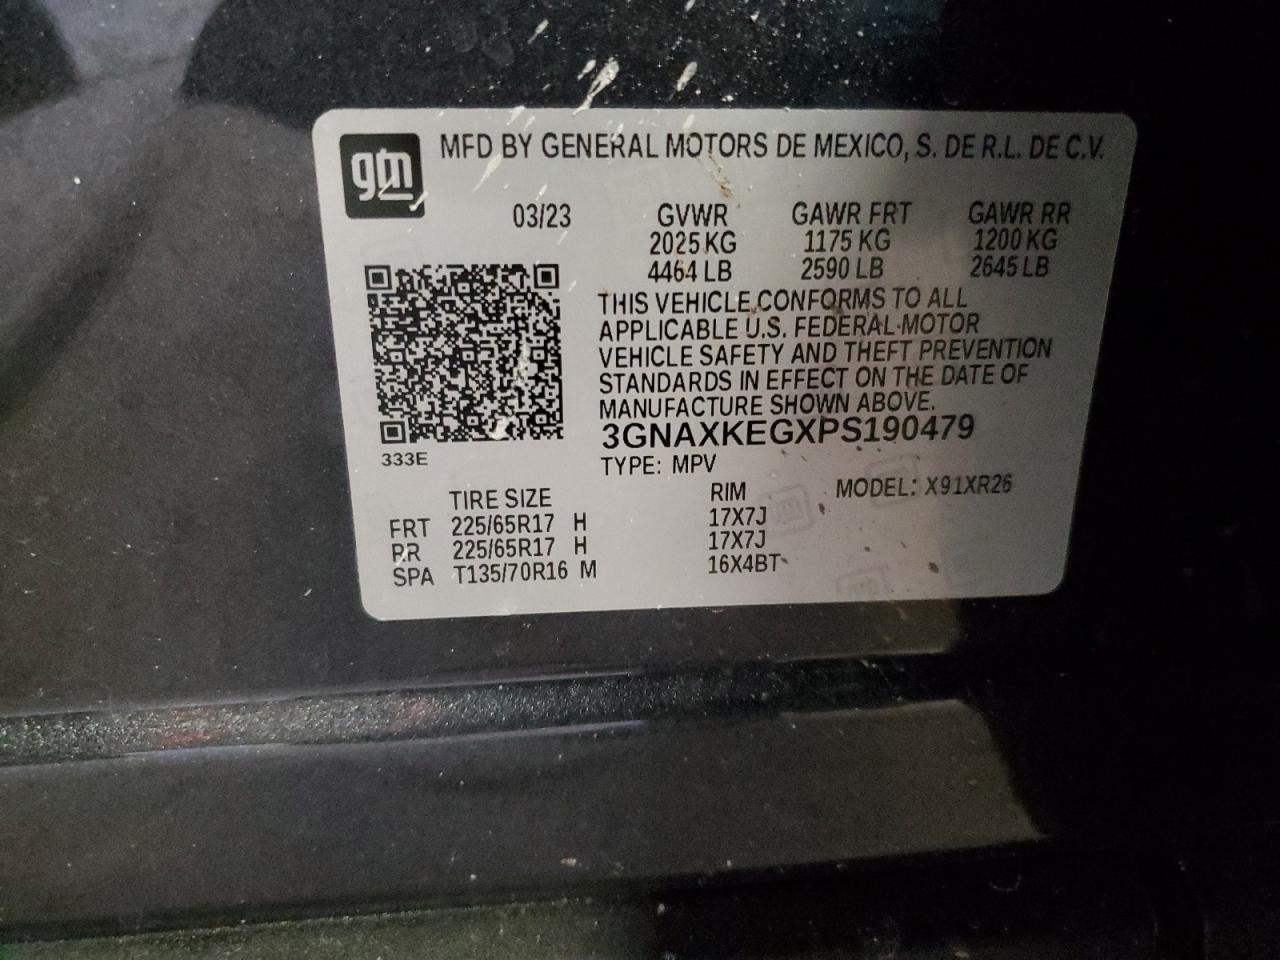 gm MFD BY GENERAL MOTORS DE MEXICO, S. DE R.L. DE C.V.
03/23 GVWR GAWR FRT GAWR RR
2025 KG 1175 KG 1200 KG
4464 LB 2590 LB 2645 LB
THIS VEHICLE CONFORMS TO ALL
APPLICABLE U.S. FEDERAL MOTOR
VEHICLE SAFETY AND THEFT PREVENTION
STANDARDS IN EFFECT ON THE DATE OF
MANUFACTURE SHOWN ABOVE.
3GNAXKEGXPS190479
333E
TYPE: MPV
TIRE SIZE RIM MODEL: X91XR26
FRT 225/65R17 H 17X7J
RR 225/65R17 H 17X7J
SPA T135/70R16 M 16X4BT